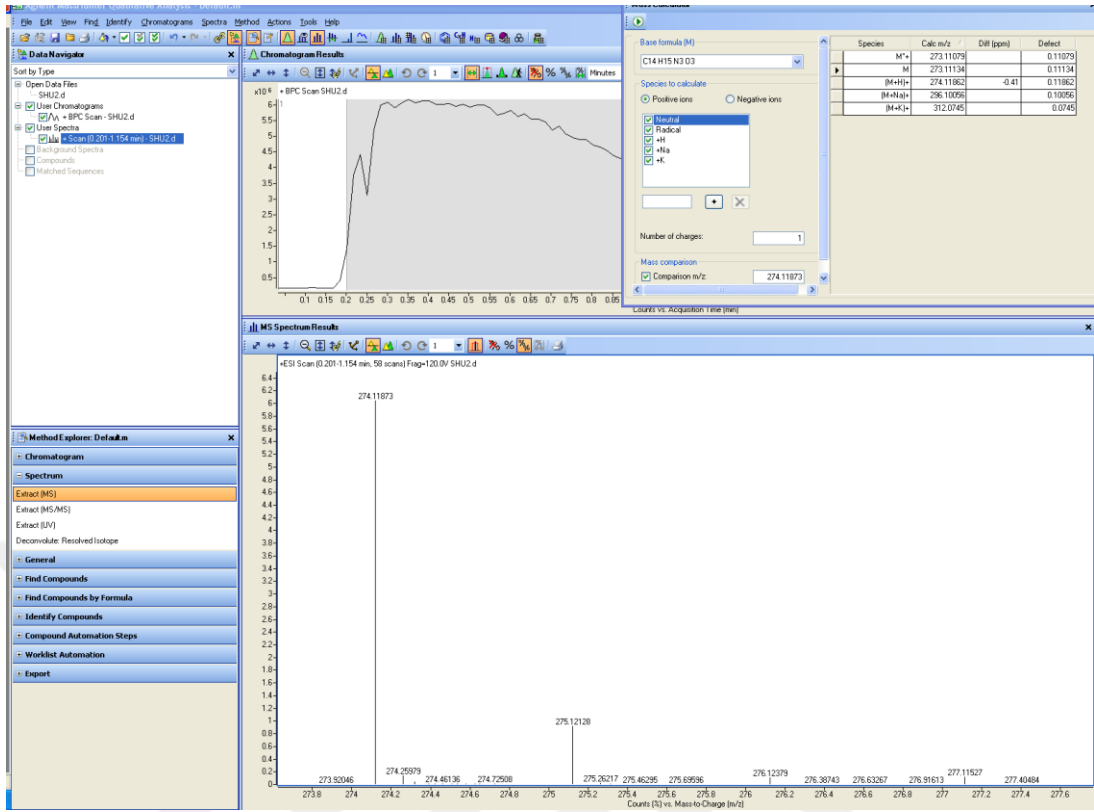 Agilent MassHunter Qualitative Analysis - Default.m
File Edit View Find Identify Chromatograms Spectra Method Actions Tools Help
Data Navigator
Sort by Type
Open Data Files
SHU2.d
User Chromatograms
+ BPC Scan - SHU2.d
User Spectra
+ Scan (0.201-1.154 min) - SHU2.d
Background Spectra
Compounds
Matched Sequences
Method Explorer: Default.m
Chromatogram
Spectrum
Extract (MS)
Extract (MS/MS)
Extract (UV)
Deconvolute: Resolved Isotope
General
Find Compounds
Find Compounds by Formula
Identify Compounds
Compound Automation Steps
Worklist Automation
Export
Chromatogram Results
1 Minutes
x10 6 + BPC Scan SHU2.d
1
6
5.5
5
4.5
4
3.5
3
2.5
2
1.5
1
0.5
0.1 0.15 0.2 0.25 0.3 0.35 0.4 0.45 0.5 0.55 0.6 0.65 0.7 0.75 0.8 0.85
Counts vs. Acquisition Time (min)
Mass Calculator
Base formula (M)
C14 H15 N3 O3
Species to calculate
Positive ions Negative ions
Neutral
Radical
+H
+Na
+K
Number of charges: 1
Mass comparison
Comparison m/z: 274.11873
Species Calc m/z Diff (ppm) Defect
M*+ 273.11079 0.11079
M 273.11134 0.11134
(M+H)+ 274.11862 -0.41 0.11862
(M+Na)+ 296.10056 0.10056
(M+K)+ 312.0745 0.0745
MS Spectrum Results
1
+ESI Scan (0.201-1.154 min, 58 scans) Frag=120.0V SHU2.d
6.4
6.2
6
5.8
5.6
5.4
5.2
5
4.8
4.6
4.4
4.2
4
3.8
3.6
3.4
3.2
3
2.8
2.6
2.4
2.2
2
1.8
1.6
1.4
1.2
1
0.8
0.6
0.4
0.2
0
274.11873
275.12128
273.92046 274.25979 274.46136 274.72508 275.26217 275.46295 275.69596 276.12379 276.38743 276.63267 276.91613 277.11527 277.40484
273.8 274 274.2 274.4 274.6 274.8 275 275.2 275.4 275.6 275.8 276 276.2 276.4 276.6 276.8 277 277.2 277.4 277.6
Counts (%) vs. Mass-to-Charge (m/z)